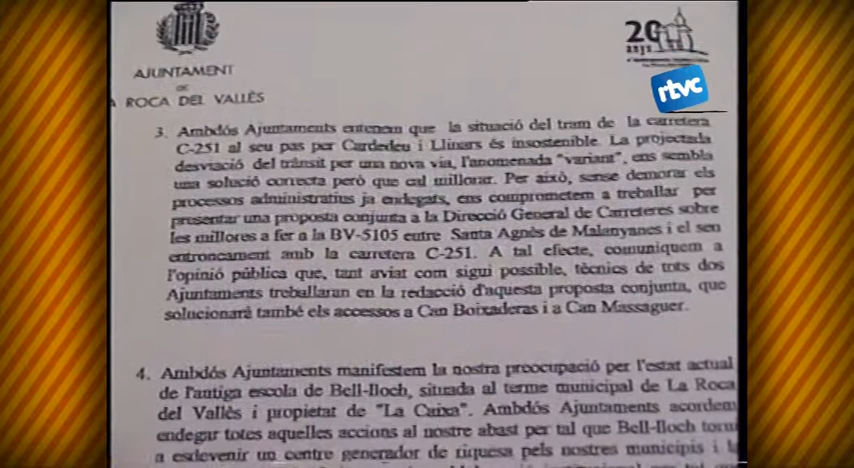 20
anys
AJUNTAMENT
DE
A ROCA DEL VALLÈS
rtvc
3. Ambdós Ajuntaments entenem que la situació del tram de la carretera
C-251 al seu pas per Cardedeu i Llinars és insostenible. La projectada
desviació del trànsit per una nova via, l'anomenada "variant", ens sembla
una solució correcta però que cal millorar. Per això, sense demorar els
processos administratius ja endegats, ens comprometem a treballar per
presentar una proposta conjunta a la Direcció General de Carreteres sobre
les millores a fer a la BV-5105 entre Santa Agnès de Malanyanes i el seu
entroncament amb la carretera C-251. A tal efecte, comuniquem a
l'opinió pública que, tant aviat com sigui possible, tècnics de tots dos
Ajuntaments treballaran en la redacció d'aquesta proposta conjunta, que
solucionarà també els accessos a Can Boixaderas i a Can Massaguer.
4. Ambdós Ajuntaments manifestem la nostra preocupació per l'estat actual
de l'antiga escola de Bell-lloch, situada al terme municipal de La Roca
del Vallès i propietat de "La Caixa". Ambdós Ajuntaments acordem
endegar totes aquelles accions al nostre abast per tal que Bell-lloch torn
a esdevenir un centre generador de riquesa pels nostres municipis i l